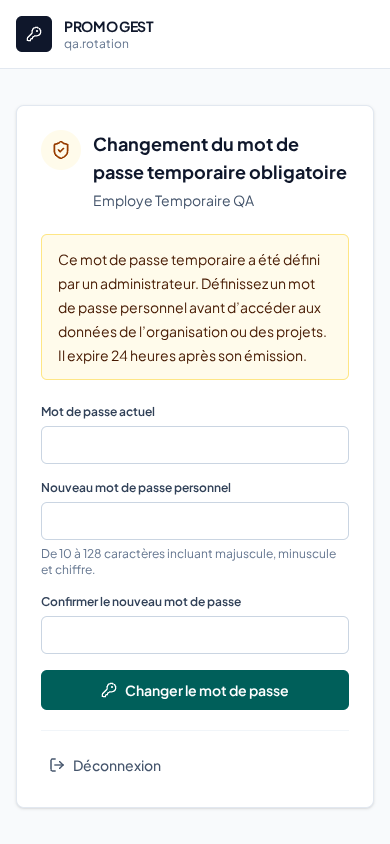 PROMOGEST
qa.rotation
Changement du mot de
passe temporaire obligatoire
Employe Temporaire QA
Ce mot de passe temporaire a été défini
par un administrateur. Définissez un mot
de passe personnel avant d'accéder aux
données de l'organisation ou des projets.
Il expire 24 heures après son émission.
Mot de passe actuel
Nouveau mot de passe personnel
De 10 à 128 caractères incluant majuscule, minuscule
et chiffre.
Confirmer le nouveau mot de passe
Changer le mot de passe
Déconnexion